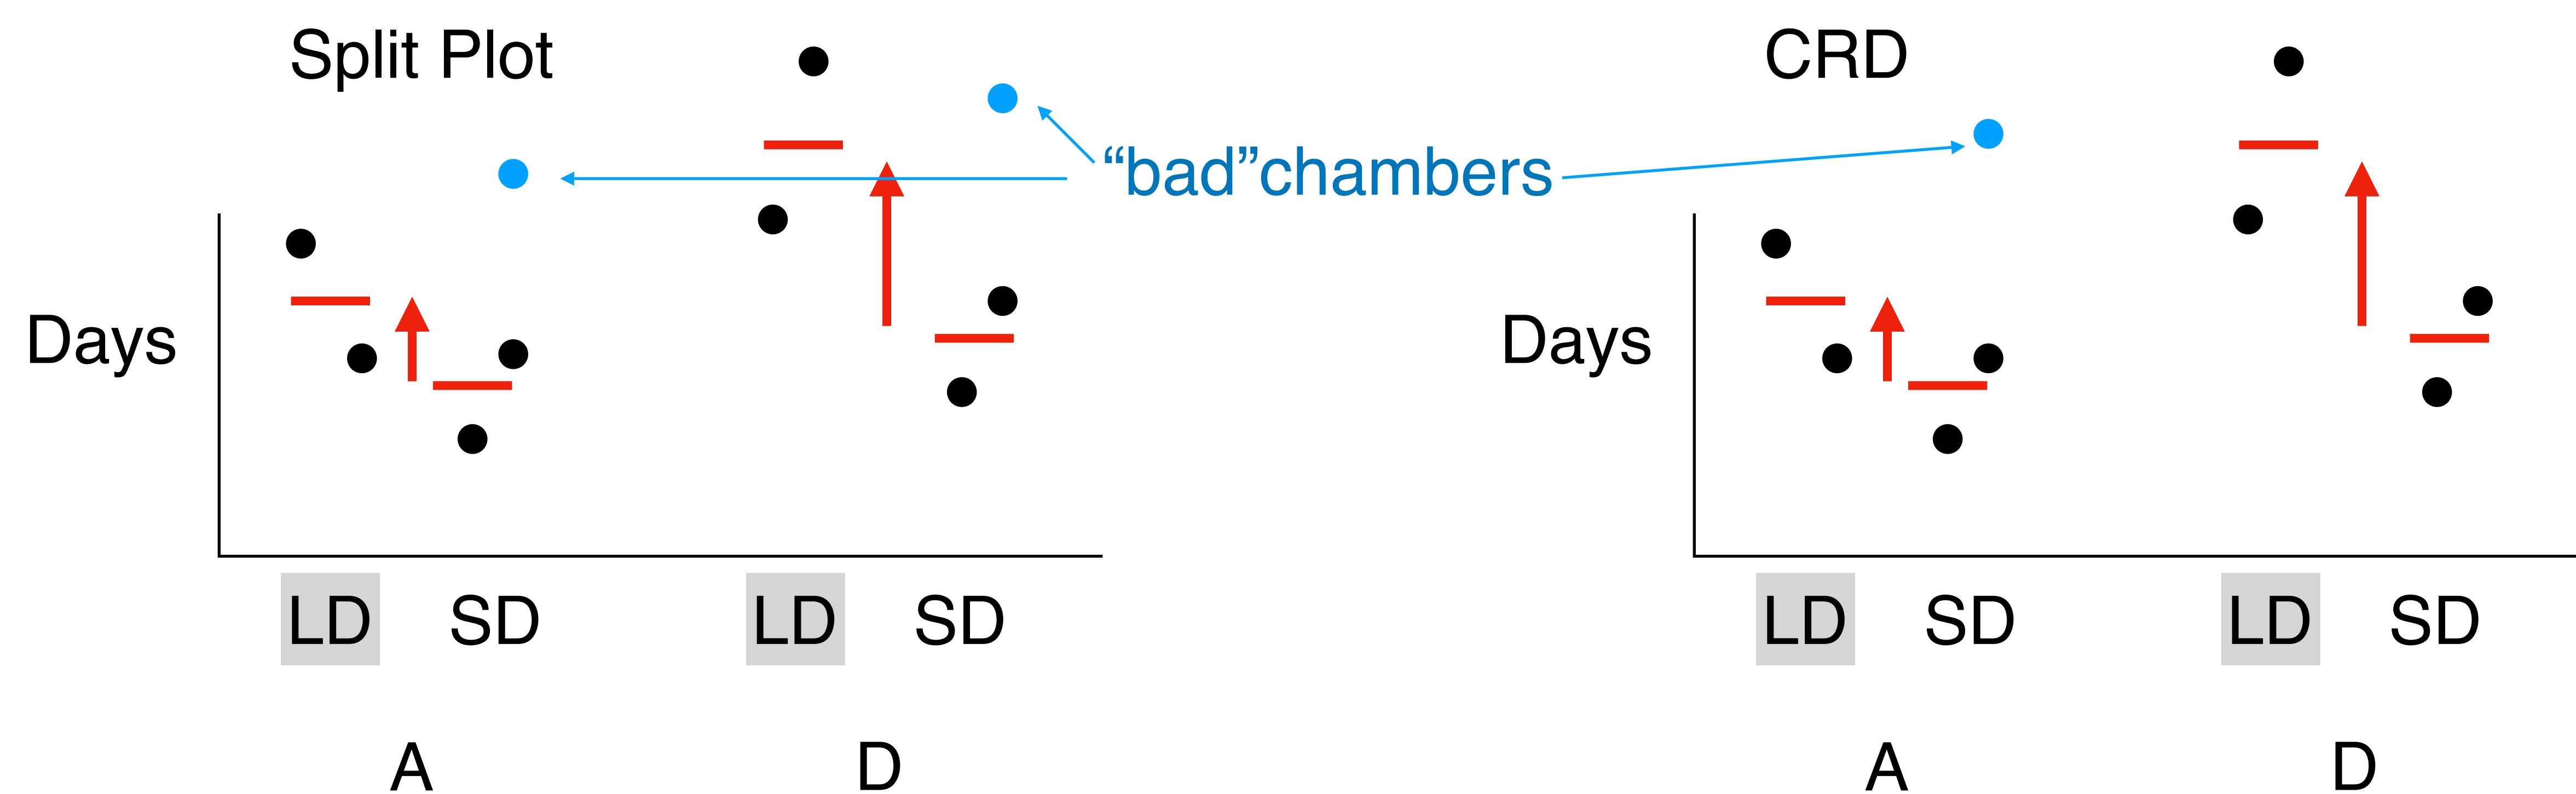 Split Plot
CRD
“bad”chambers
Days
Days
LD SD LD SD
LD SD LD SD
A D
A D